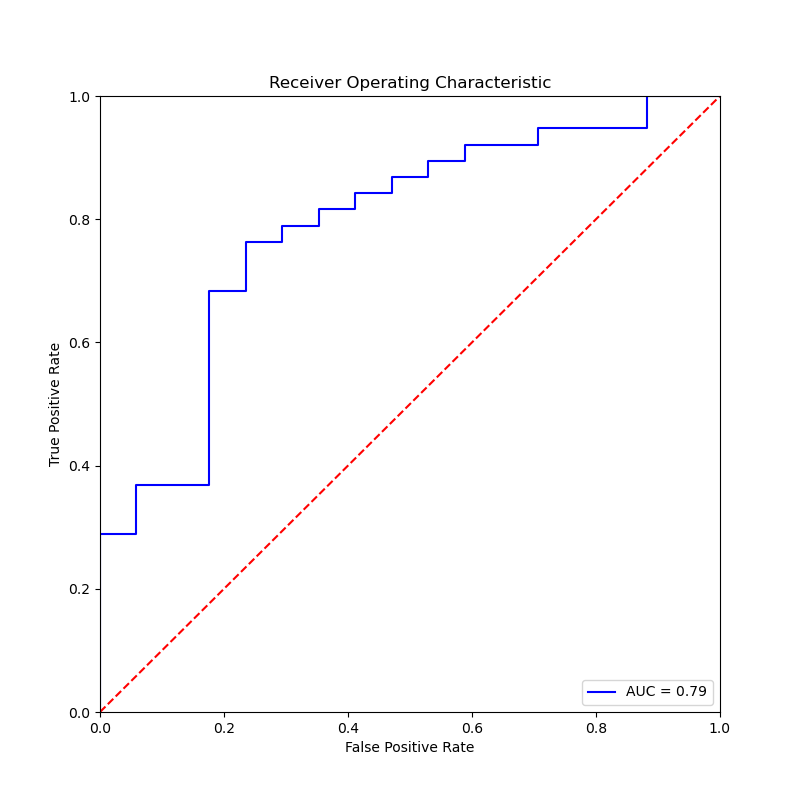 Receiver Operating Characteristic
1.0
0.8
0.6
0.4
0.2
0.0
True Positive Rate
AUC = 0.79
0.0 0.2 0.4 0.6 0.8 1.0
False Positive Rate